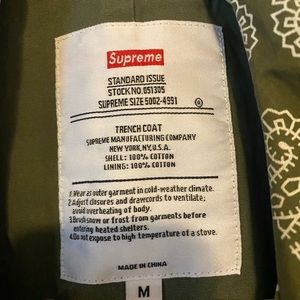 Supreme
STANDARD ISSUE
STOCK NO. 051305
SUPREME SIZE 5002-4991 ®
TRENCH COAT
SUPREME MANUFACTURING COMPANY
NEW YORK, NY, U.S.A.
SHELL: 100% COTTON
LINING: 100% COTTON
1. Wear as outer garment in cold-weather climate.
2. Adjust closures and drawcords to ventilate;
avoid overheating of body.
3. Brush snow or frost from garments before
entering heated shelters.
4. Do not expose to high temperature of a stove.
MADE IN CHINA
M